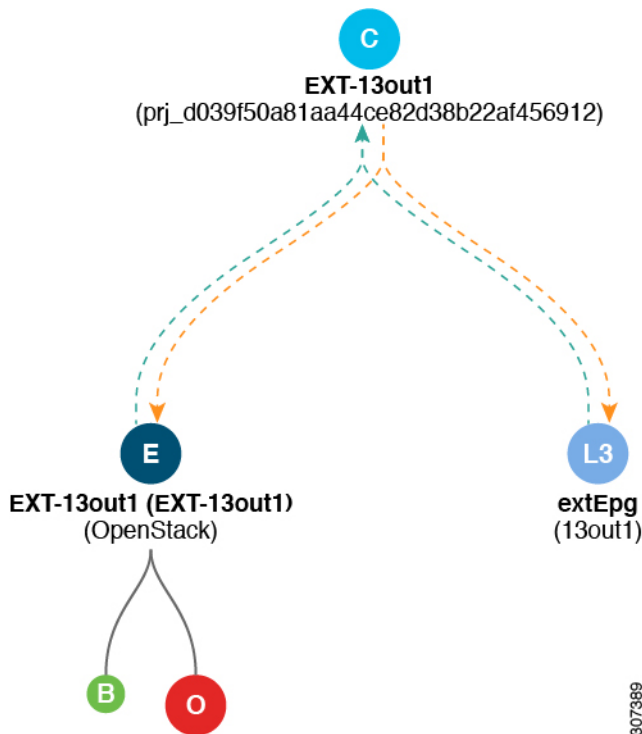 C
EXT-13out1
(prj_d039f50a81aa44ce82d38b22af456912)
E
L3
EXT-13out1 (EXT-13out1)
(OpenStack)
extEpg
(13out1)
B
O
307389